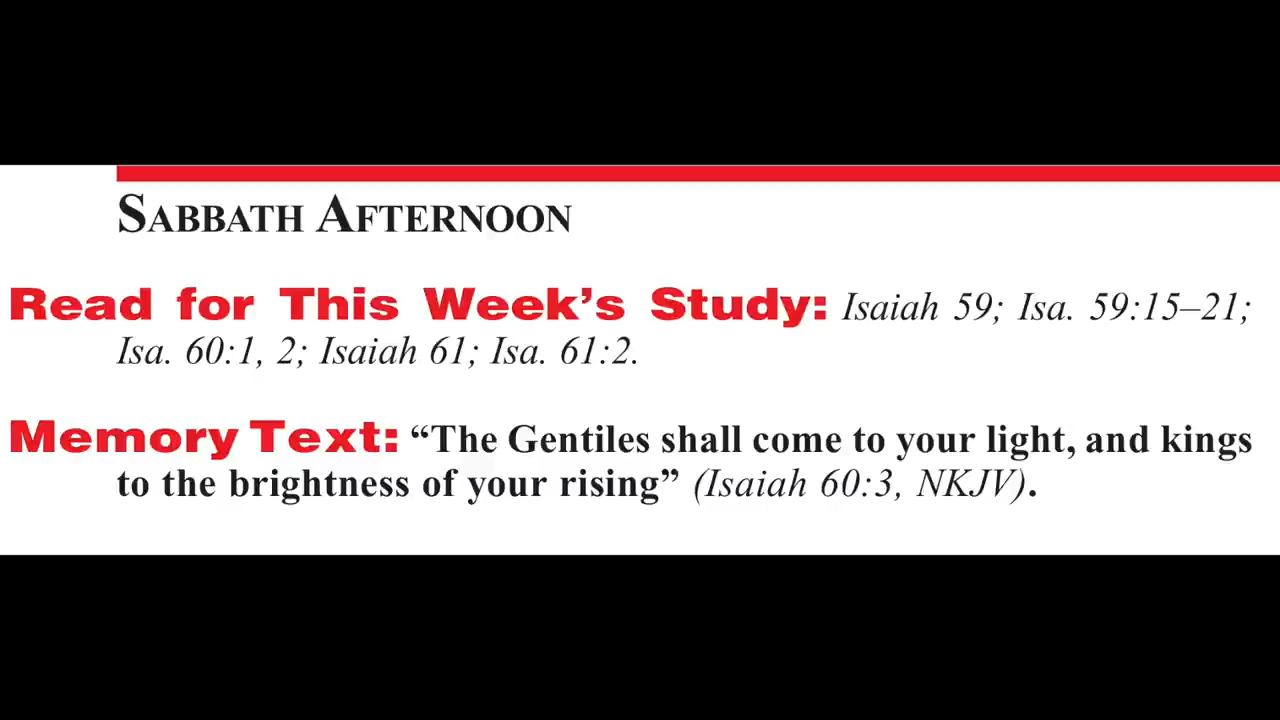 SABBATH AFTERNOON
Read for This Week’s Study: Isaiah 59; Isa. 59:15–21;
Isa. 60:1, 2; Isaiah 61; Isa. 61:2.
Memory Text: “The Gentiles shall come to your light, and kings
to the brightness of your rising” (Isaiah 60:3, NKJV).